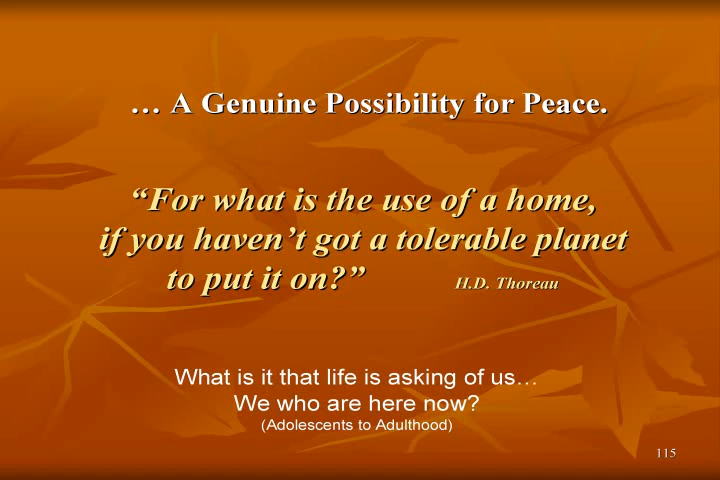 … A Genuine Possibility for Peace.
“For what is the use of a home,
if you haven’t got a tolerable planet
to put it on?” H.D. Thoreau
What is it that life is asking of us…
We who are here now?
(Adolescents to Adulthood)
115